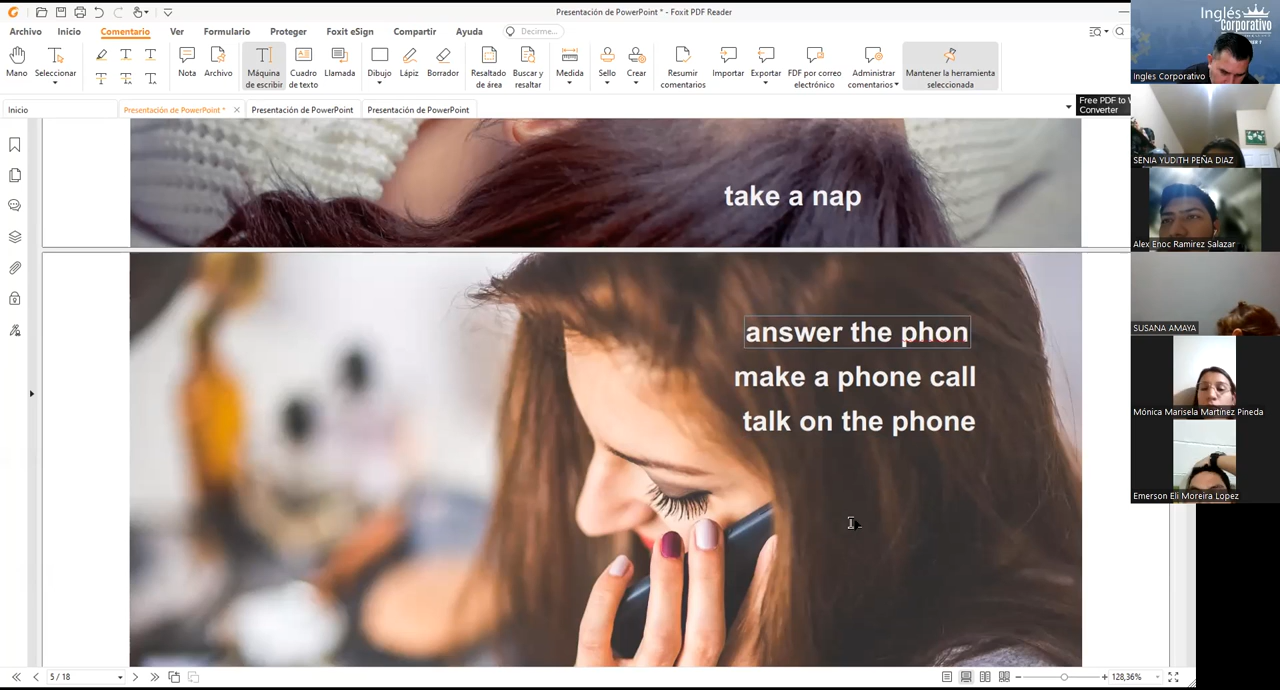 Presentación de PowerPoint * - Foxit PDF Reader
Archivo Inicio Comentario Ver Formulario Proteger Foxit eSign Compartir Ayuda Decirme...
Mano Seleccionar Nota Archivo Máquina de escribir Cuadro de texto Llamada Dibujo Lápiz Borrador Resaltado de área Buscar y resaltar Medida Sello Crear Resumir comentarios Importar Exportar FDF por correo electrónico Administrar comentarios Mantener la herramienta seleccionada
Inicio Presentación de PowerPoint * Presentación de PowerPoint Presentación de PowerPoint
Free PDF to W
Converter
take a nap
answer the phon
make a phone call
talk on the phone
5 / 18
128,36%
Inglés
Corporativo
Ingles Corporativo
SENIA YUDITH PEÑA DIAZ
Alex Enoc Ramirez Salazar
SUSANA AMAYA
Mónica Marisela Martínez Pineda
Emerson Eli Moreira Lopez